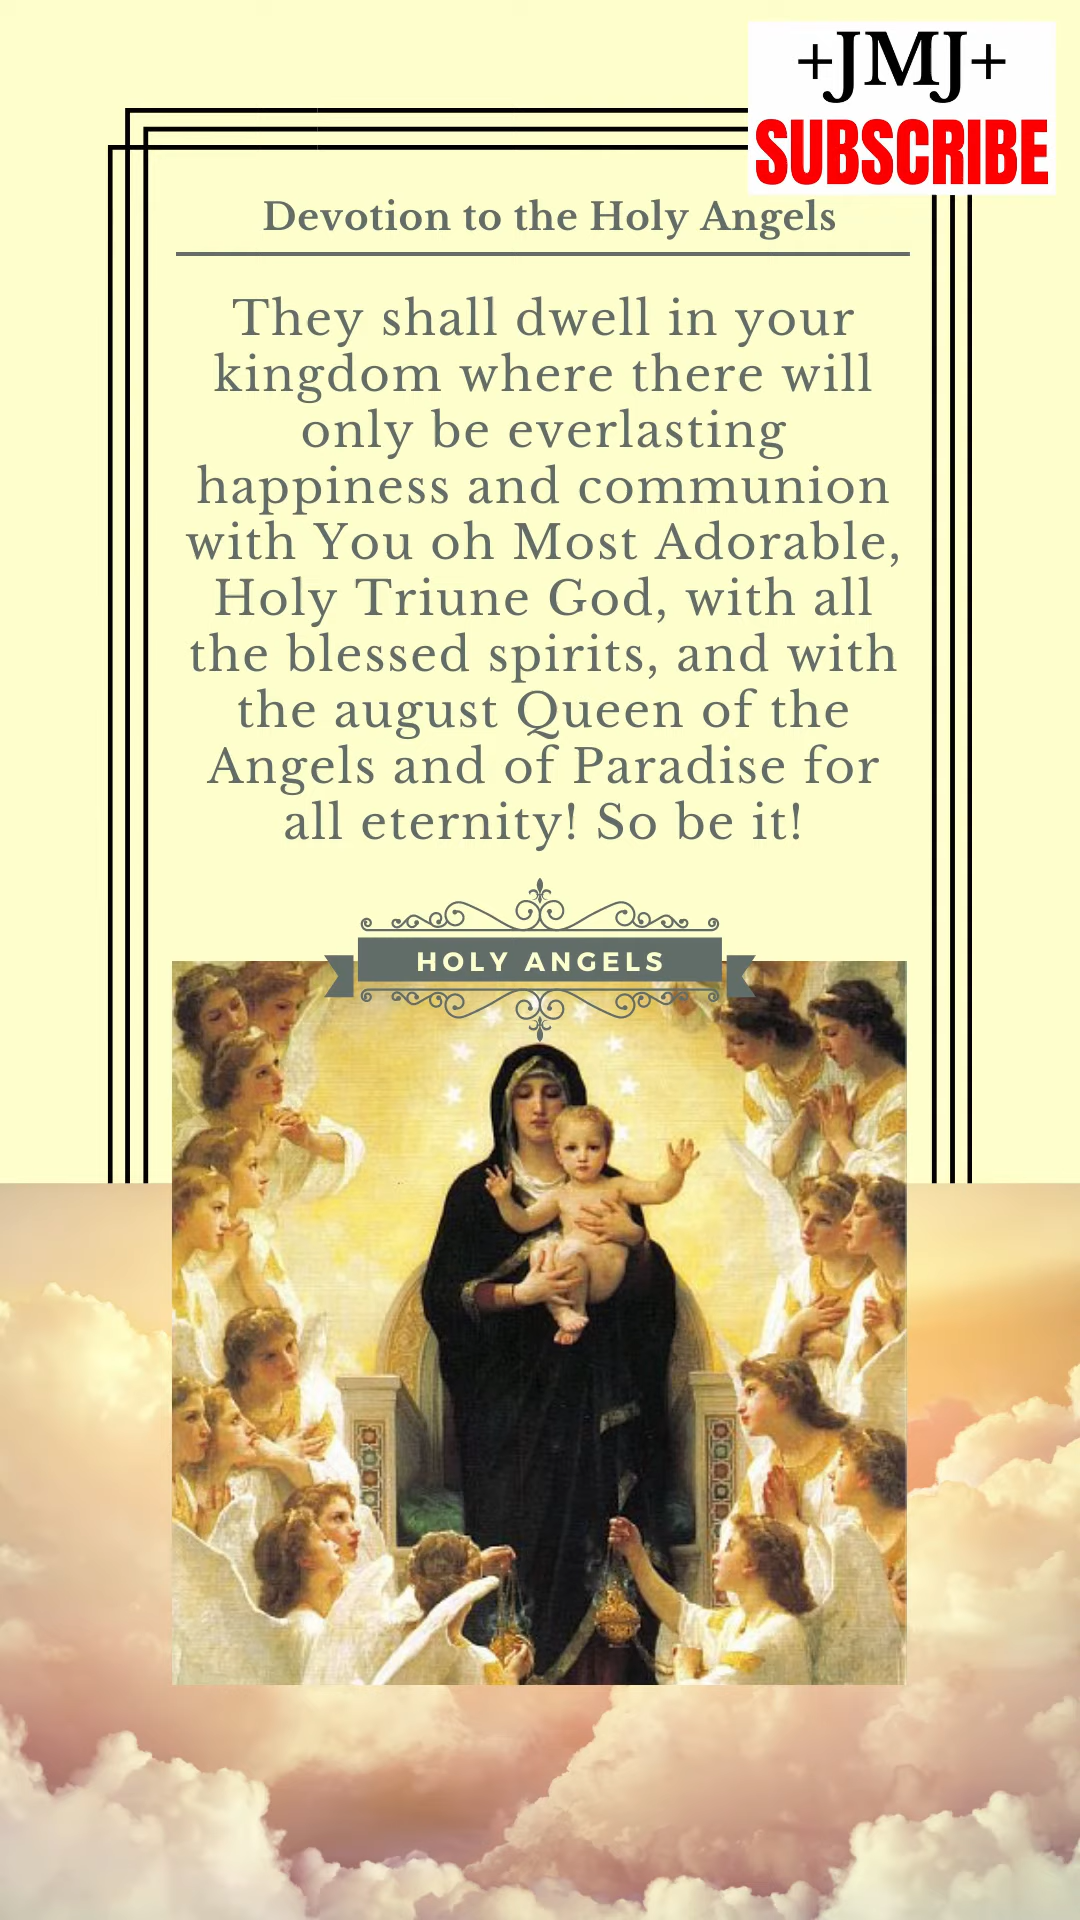 +JMJ+
SUBSCRIBE
Devotion to the Holy Angels
They shall dwell in your
kingdom where there will
only be everlasting
happiness and communion
with You oh Most Adorable,
Holy Triune God, with all
the blessed spirits, and with
the august Queen of the
Angels and of Paradise for
all eternity! So be it!
HOLY ANGELS